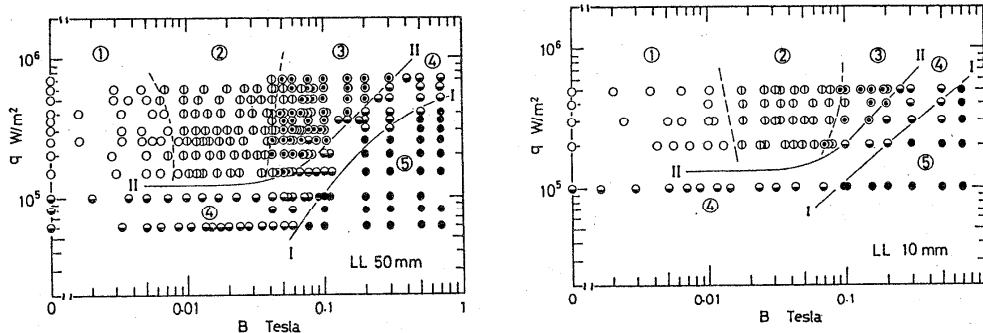 10⁶
① ② ③ II
④
I
q W/m²
10⁵
II
④
⑤
I
LL 50mm
0 0.01 0.1 1
B Tesla
10⁶
① ② ③ II
④
I
q W/m²
10⁵
II
④
⑤
I
LL 10mm
0 0.01 0.1 1
B Tesla